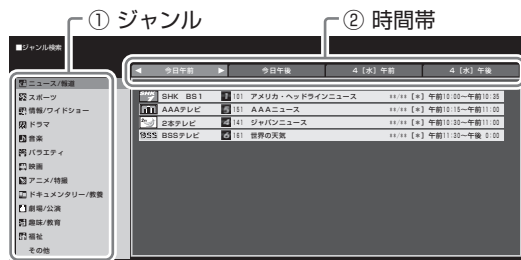 ① ジャンル
② 時間帯
■ジャンル検索
◀ 今日午前 ▶ 今日午後 4 [水] 午前 4 [水] 午後
ニュース/報道
スポーツ
情報/ワイドショー
ドラマ
音楽
バラエティ
映画
アニメ/特撮
ドキュメンタリー/教養
劇場/公演
趣味/教育
福祉
その他
SHK BS1 101 アメリカ・ヘッドラインニュース **/** [*] 午前10:00~午前10:35
AAAテレビ 151 AAAニュース **/** [*] 午前10:15~午前11:00
2本テレビ 141 ジャパンニュース **/** [*] 午前10:30~午前11:00
BSS BSSテレビ 161 世界の天気 **/** [*] 午前11:30~午後 0:00